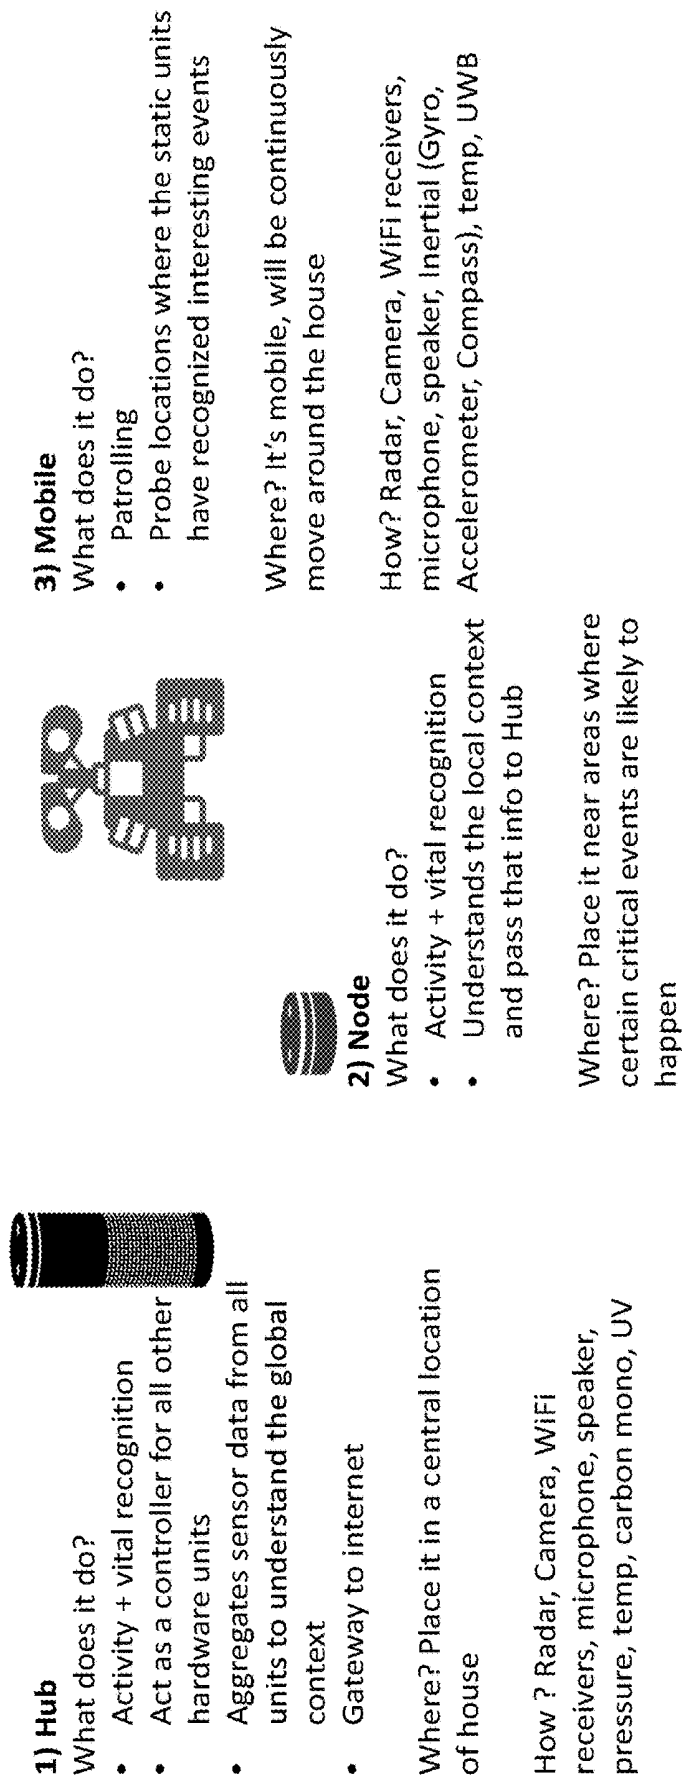 1) Hub
What does it do?
• Activity + vital recognition
• Act as a controller for all other
hardware units
• Aggregates sensor data from all
units to understand the global
context
• Gateway to internet
Where? Place it in a central location
of house
How ? Radar, Camera, WiFi
receivers, microphone, speaker,
pressure, temp, carbon mono, UV
2) Node
What does it do?
• Activity + vital recognition
• Understands the local context
and pass that info to Hub
Where? Place it near areas where
certain critical events are likely to
happen
3) Mobile
What does it do?
• Patrolling
• Probe locations where the static units
have recognized interesting events
Where? It's mobile, will be continuously
move around the house
How? Radar, Camera, WiFi receivers,
microphone, speaker, Inertial (Gyro,
Accelerometer, Compass), temp, UWB